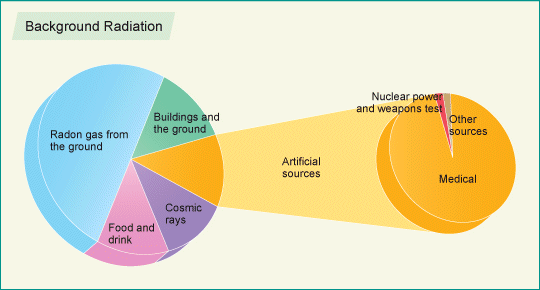 Background Radiation
Radon gas from
the ground
Buildings and
the ground
Artificial
sources
Cosmic
rays
Food and
drink
Nuclear power
and weapons test
Other
sources
Medical